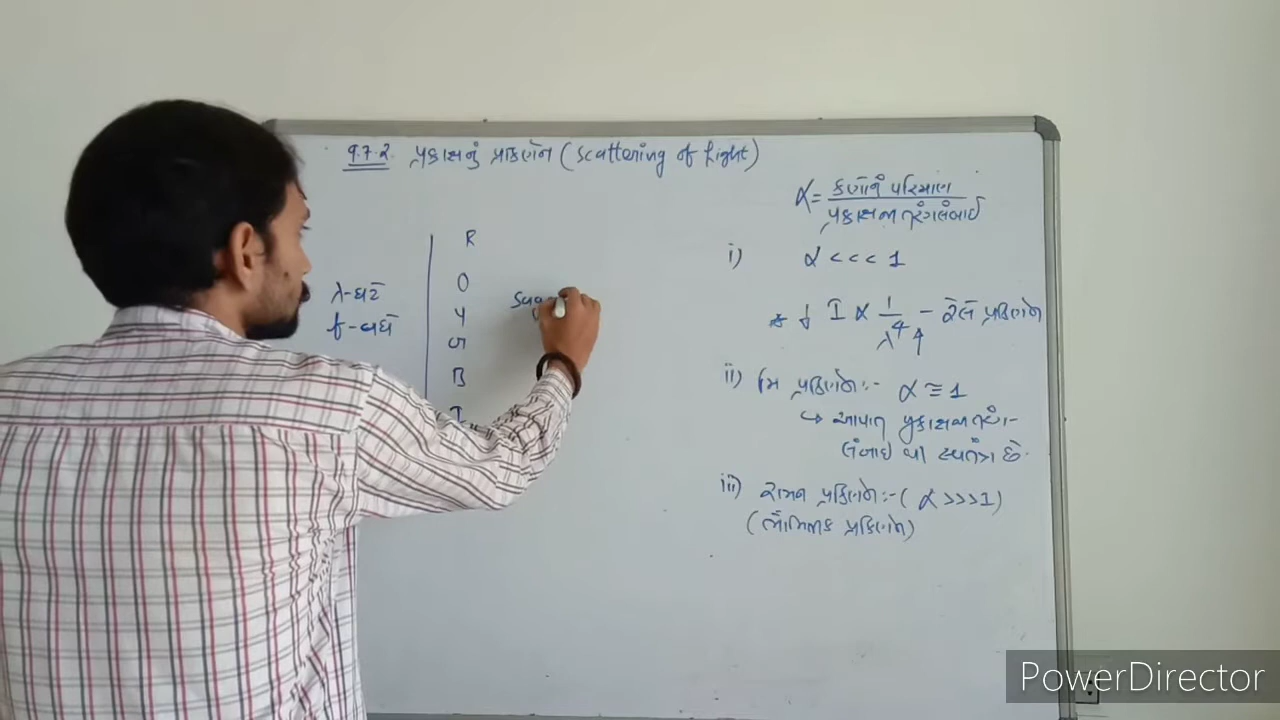 9.7.2. પ્રકાશનું પ્રકીર્ણન (Scattering of Light)
α = કણોનું પરિમાણ / પ્રકાશના તરંગલંબાઈ
R
O
Y
G
B
I
λ-ઘટે
f-વધે
i) α <<< 1
* ↓ I α 1/λ⁴ ↑ - રેલે પ્રકિર્ણન
ii) મિ પ્રકિર્ણન:- α ≅ 1
↳ આપાત પ્રકાશના તરંગ-
લંબાઇ થી સ્વતંત્ર છે.
iii) રામન પ્રકિર્ણન:- (α >>> 1)
(ભૌમિતિક પ્રકિર્ણન)
PowerDirector